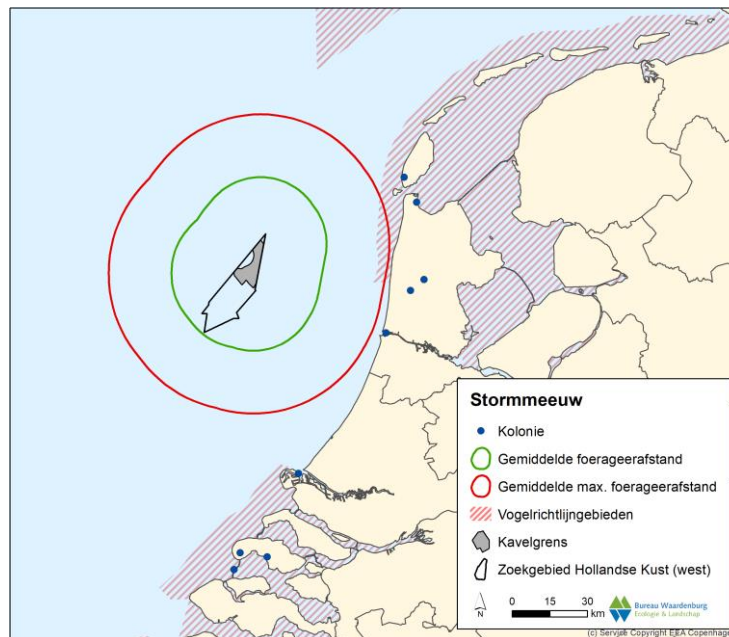 Stormmeeuw
Kolonie
Gemiddelde foerageerafstand
Gemiddelde max. foerageerafstand
Vogelrichtlijngebieden
Kavelgrens
Zoekgebied Hollandse Kust (west)
N
0 15 30
km
Bureau Waardenburg
Ecologie & Landschap
(c) Service Copyright EEA Copenhage